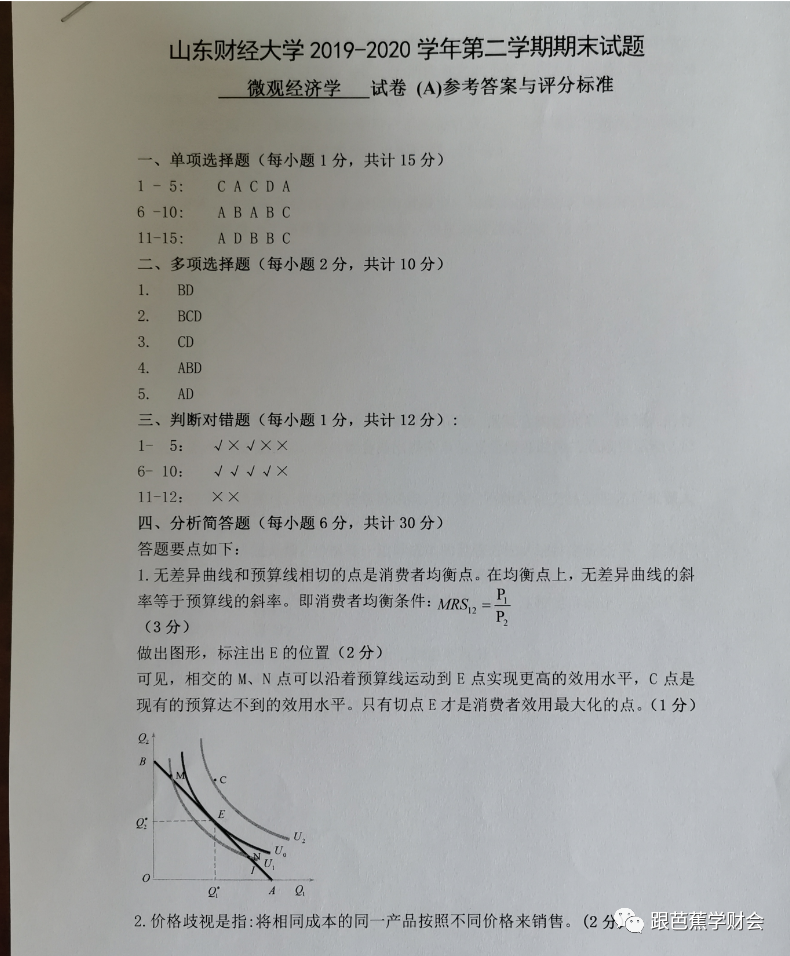 山东财经大学 2019-2020 学年第二学期期末试题
微观经济学 试卷 (A)参考答案与评分标准
一、单项选择题（每小题 1 分，共计 15 分）
1 - 5: C A C D A
6 -10: A B A B C
11-15: A D B B C
二、多项选择题（每小题 2 分，共计 10 分）
1. BD
2. BCD
3. CD
4. ABD
5. AD
三、判断对错题（每小题 1 分，共计 12 分）:
1- 5: √×√××
6- 10: √√√√×
11-12: ××
四、分析简答题（每小题 6 分，共计 30 分）
答题要点如下:
1.无差异曲线和预算线相切的点是消费者均衡点。在均衡点上，无差异曲线的斜
率等于预算线的斜率。即消费者均衡条件: MRS₁₂ = P₁/P₂
（3 分）
做出图形，标注出 E 的位置（2 分）
可见，相交的 M、N 点可以沿着预算线运动到 E 点实现更高的效用水平，C 点是
现有的预算达不到的效用水平。只有切点 E 才是消费者效用最大化的点。（1 分）
Q₂
B
M
C
E
Q₂*
U₂
U₀
N
U₁
I
O
Q₁*
A
Q₁
2.价格歧视是指:将相同成本的同一产品按照不同价格来销售。(2 分
跟芭蕉学财会